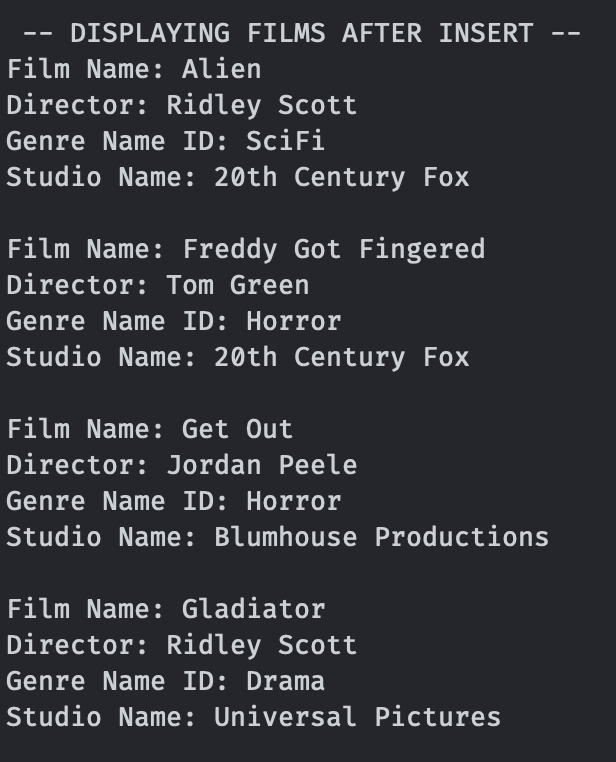 -- DISPLAYING FILMS AFTER INSERT --
Film Name: Alien
Director: Ridley Scott
Genre Name ID: SciFi
Studio Name: 20th Century Fox

Film Name: Freddy Got Fingered
Director: Tom Green
Genre Name ID: Horror
Studio Name: 20th Century Fox

Film Name: Get Out
Director: Jordan Peele
Genre Name ID: Horror
Studio Name: Blumhouse Productions

Film Name: Gladiator
Director: Ridley Scott
Genre Name ID: Drama
Studio Name: Universal Pictures